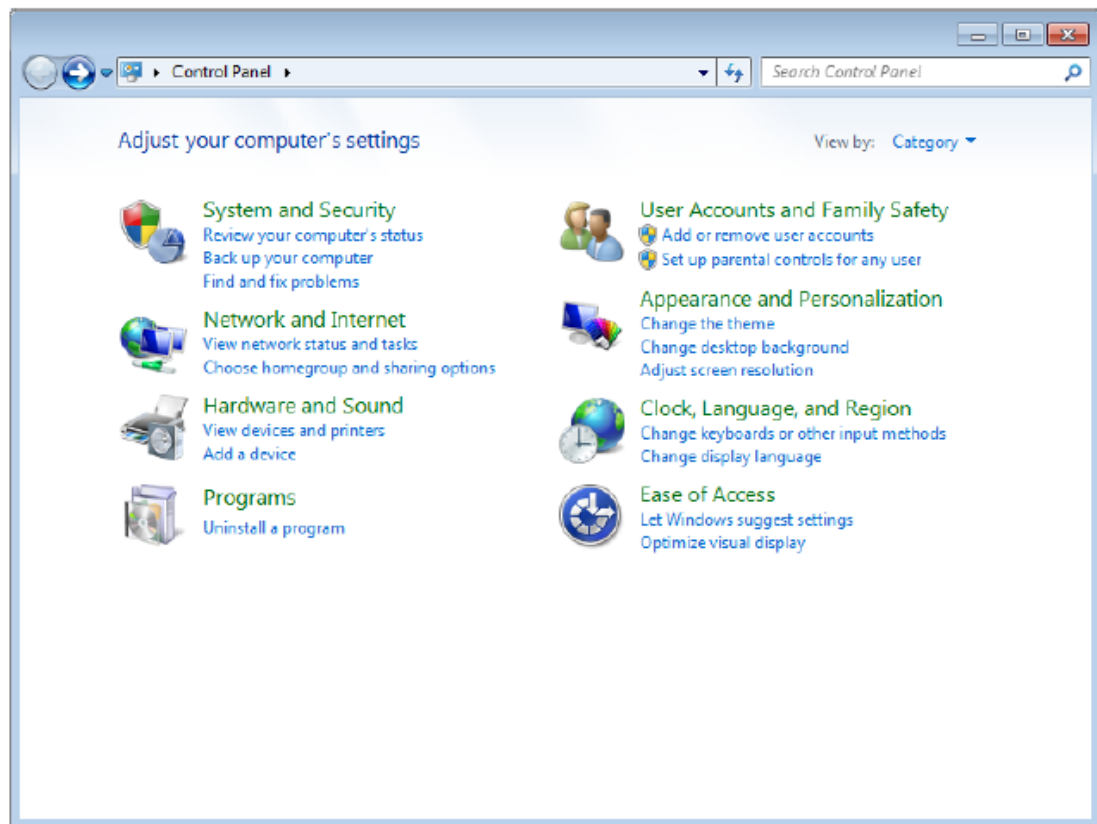 Control Panel
Search Control Panel
Adjust your computer's settings
View by: Category
System and Security
Review your computer's status
Back up your computer
Find and fix problems
Network and Internet
View network status and tasks
Choose homegroup and sharing options
Hardware and Sound
View devices and printers
Add a device
Programs
Uninstall a program
User Accounts and Family Safety
Add or remove user accounts
Set up parental controls for any user
Appearance and Personalization
Change the theme
Change desktop background
Adjust screen resolution
Clock, Language, and Region
Change keyboards or other input methods
Change display language
Ease of Access
Let Windows suggest settings
Optimize visual display